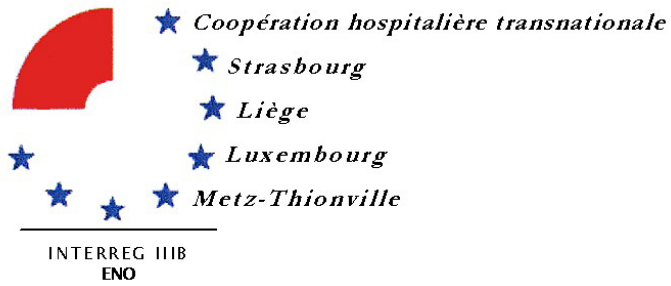 Coopération hospitalière transnationale
Strasbourg
Liège
Luxembourg
Metz-Thionville
INTERREG IIIB
ENO